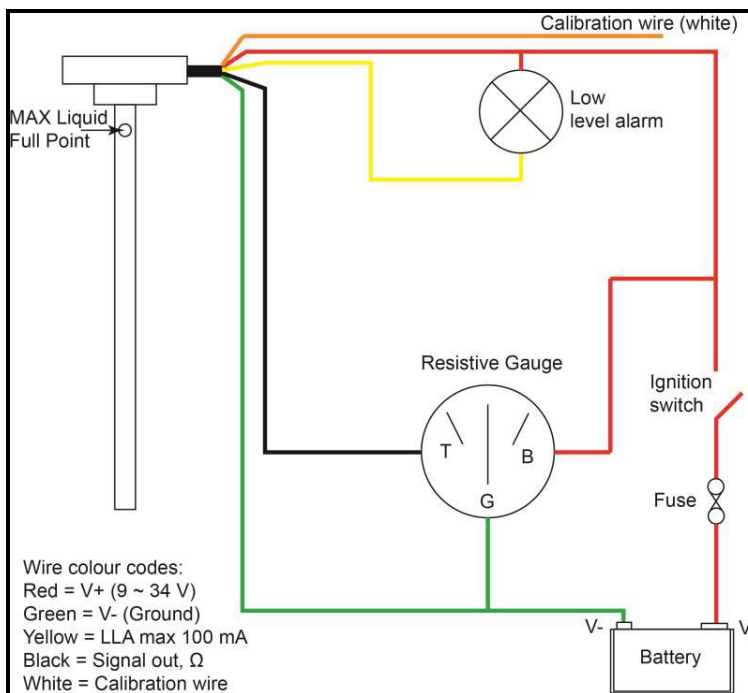 Calibration wire (white)
MAX Liquid
Full Point
Low
level alarm
Resistive Gauge
Ignition
switch
T
B
G
Fuse
Wire colour codes:
Red = V+ (9 ~ 34 V)
Green = V- (Ground)
Yellow = LLA max 100 mA
Black = Signal out, Ω
White = Calibration wire
V-
V
Battery